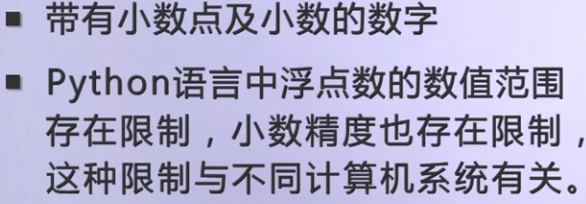 ■ 带有小数点及小数的数字
■ Python语言中浮点数的数值范围
存在限制，小数精度也存在限制，
这种限制与不同计算机系统有关。